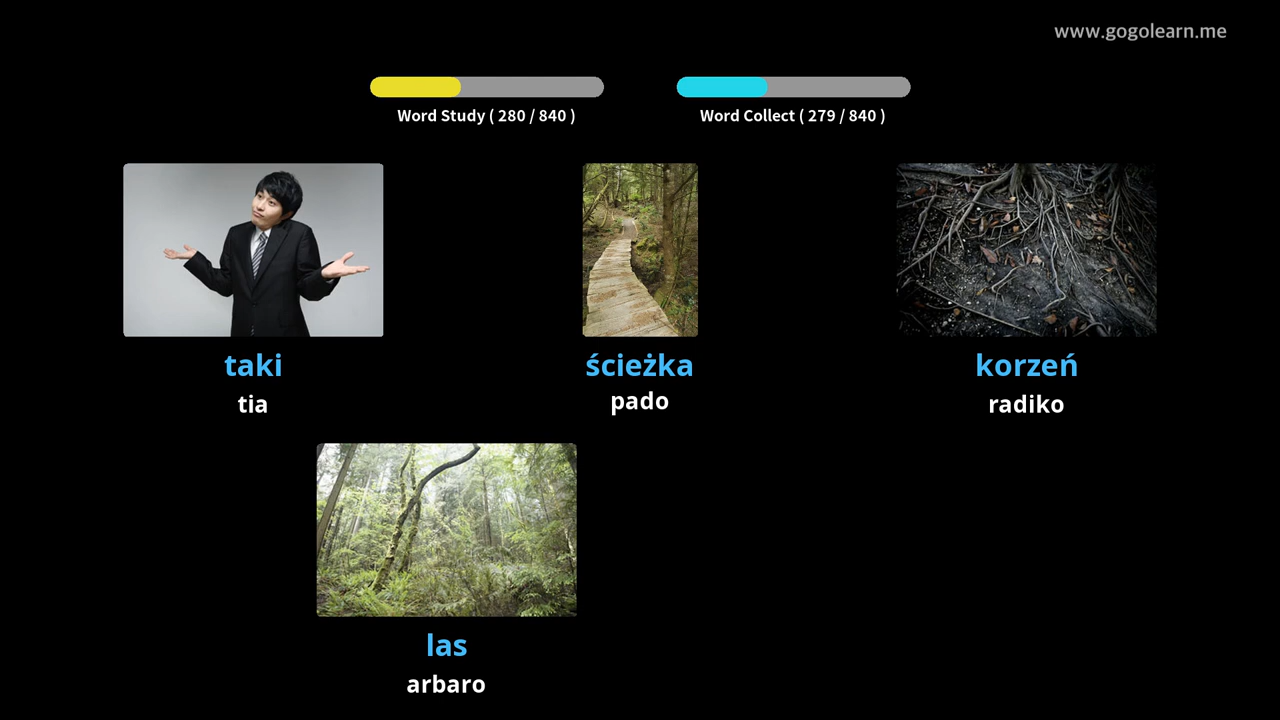 www.gogolearn.me
Word Study ( 280 / 840 )
Word Collect ( 279 / 840 )
taki
tia
ścieżka
pado
korzeń
radiko
las
arbaro